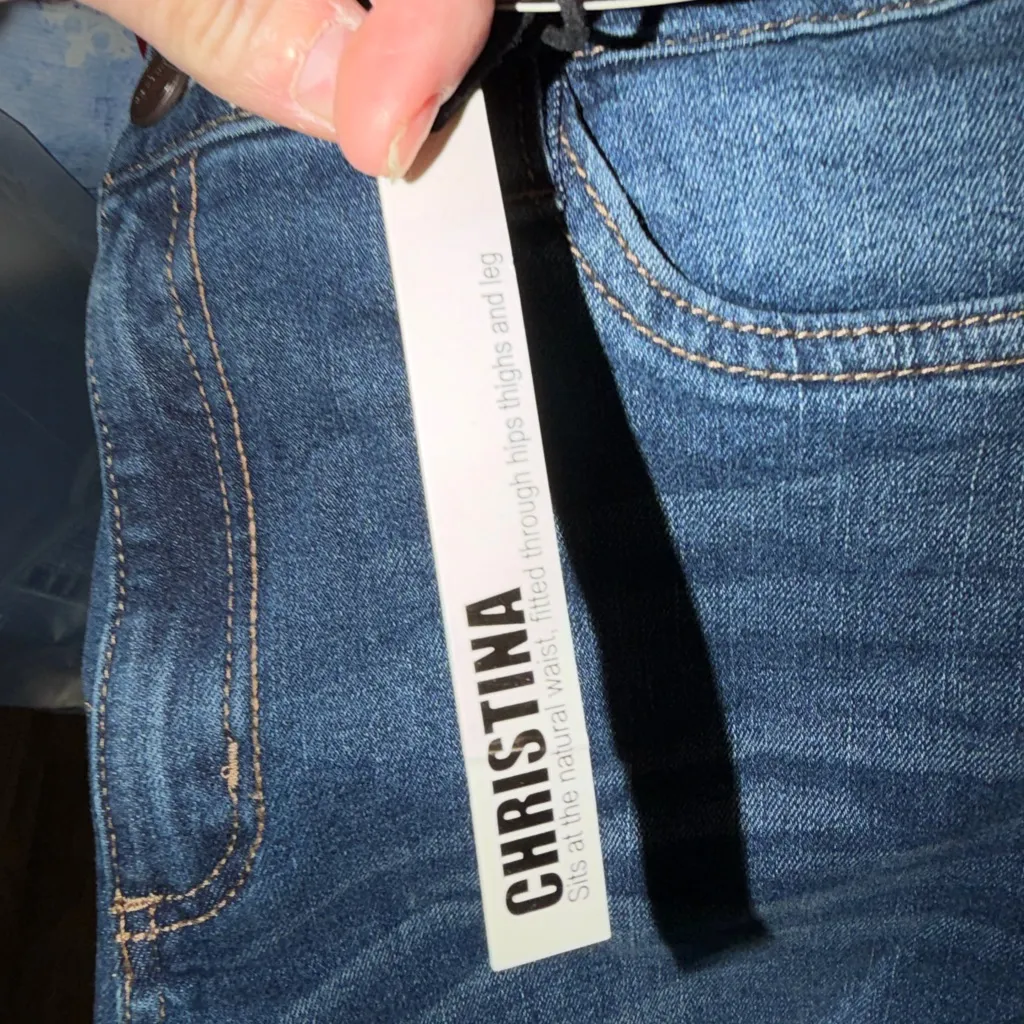 CHRISTINA
Sits at the natural waist, fitted through hips thighs and leg